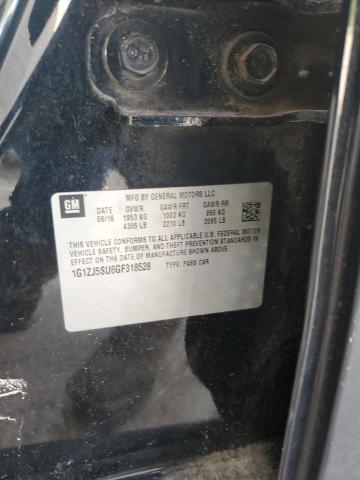 GM
MFD BY GENERAL MOTORS LLC
DATE GVWR GAWR FRT GAWR RR
06/16 1953 KG 1003 KG 950 KG
4305 LB 2210 LB 2095 LB
THIS VEHICLE CONFORMS TO ALL APPLICABLE U.S. FEDERAL MOTOR
VEHICLE SAFETY, BUMPER, AND THEFT PREVENTION STANDARDS IN
EFFECT ON THE DATE OF MANUFACTURE SHOWN ABOVE.
1G1ZJ5SU6GF318528 TYPE: PASS CAR